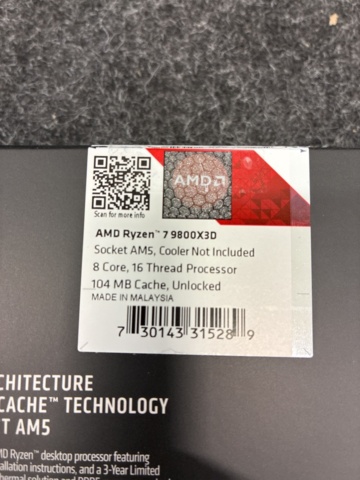 AMD
Scan for more info
AMD Ryzen™ 7 9800X3D
Socket AM5, Cooler Not Included
8 Core, 16 Thread Processor
104 MB Cache, Unlocked
MADE IN MALAYSIA
7 30143 31528 9
CHITECTURE
CACHE™ TECHNOLOGY
T AM5
MD Ryzen™ desktop processor featuring
allation instructions, and a 3-Year Limited